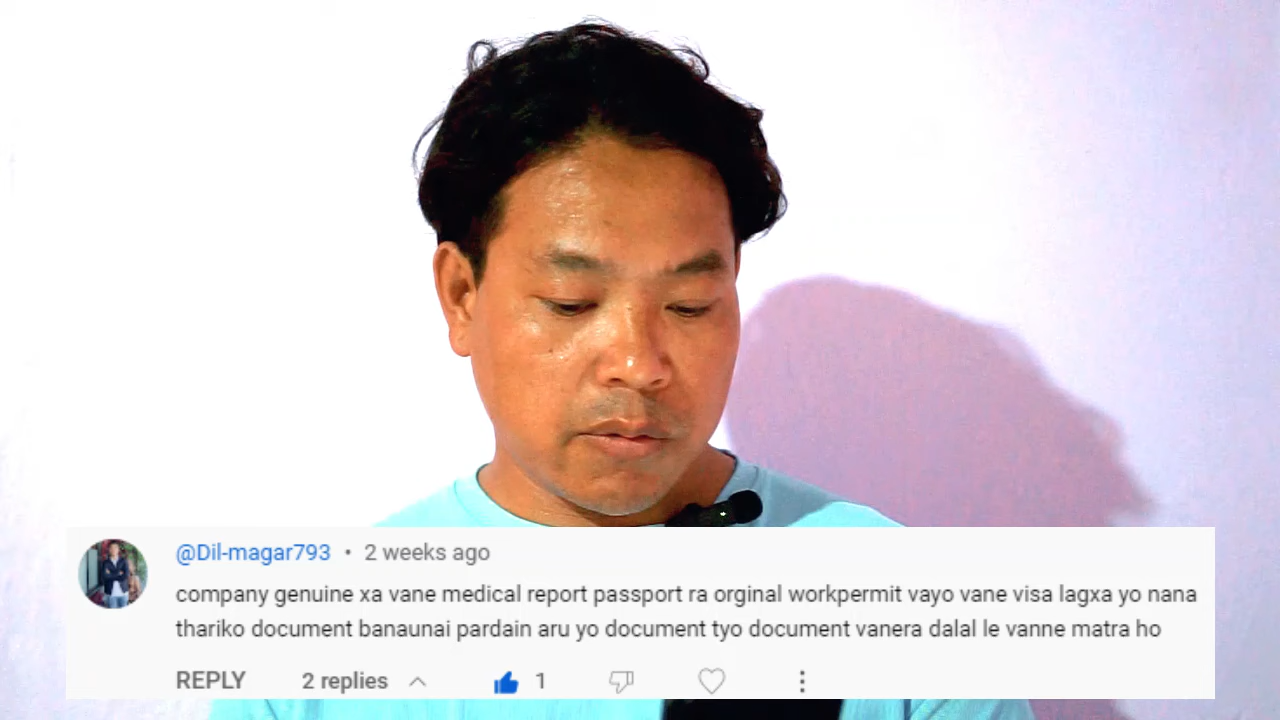 @Dil-magar793 • 2 weeks ago
company genuine xa vane medical report passport ra orginal workpermit vayo vane visa lagxa yo nana
thariko document banaunai pardain aru yo document tyo document vanera dalal le vanne matra ho
REPLY 2 replies 1